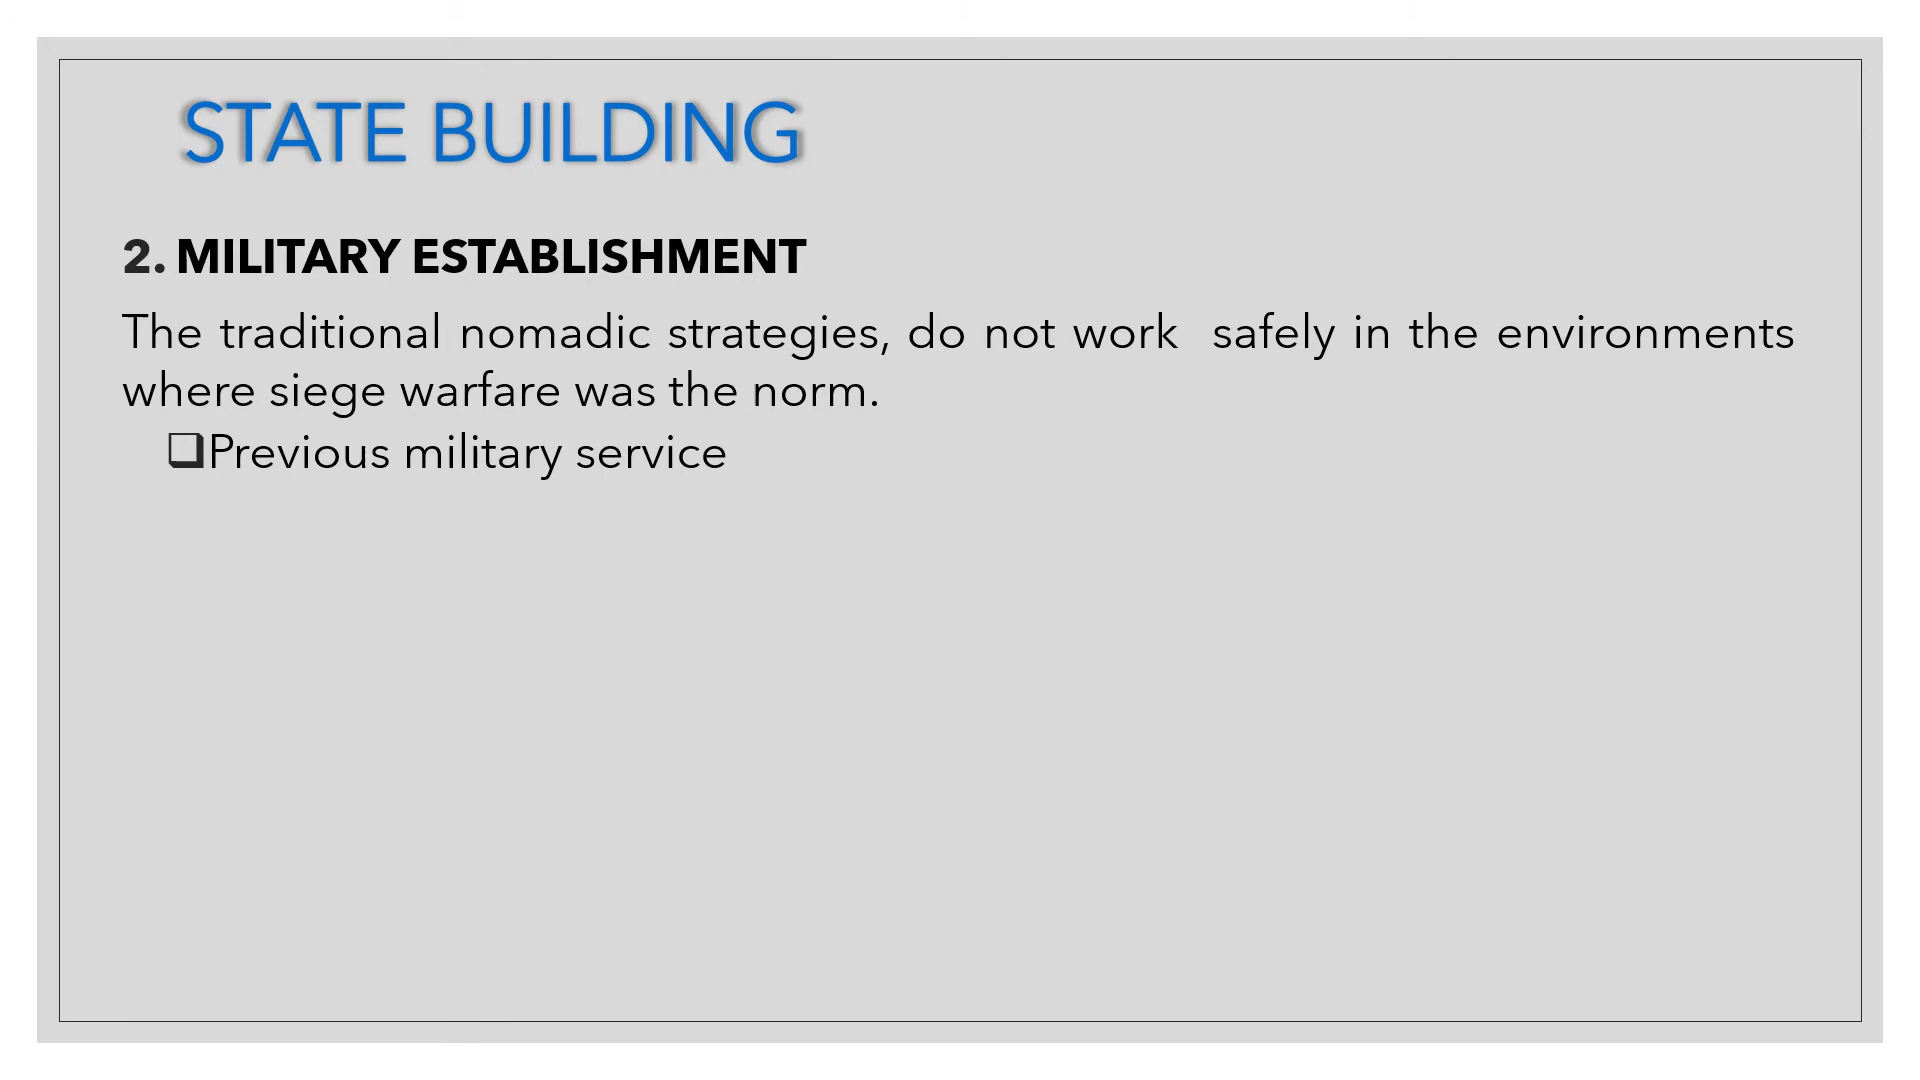 STATE BUILDING
2. MILITARY ESTABLISHMENT
The traditional nomadic strategies, do not work  safely in the environments
where siege warfare was the norm.
❑Previous military service